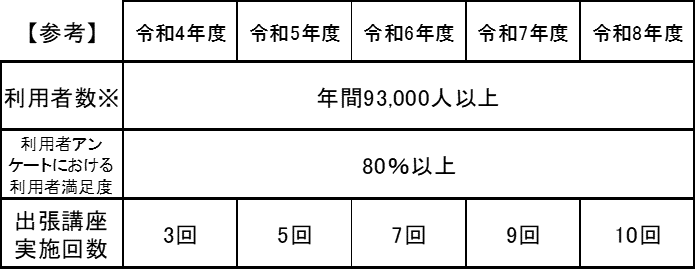 【参考】 令和4年度 令和5年度 令和6年度 令和7年度 令和8年度
利用者数※ 年間93,000人以上
利用者アン
ケートにおける
利用者満足度
80％以上
出張講座
実施回数
3回 5回 7回 9回 10回